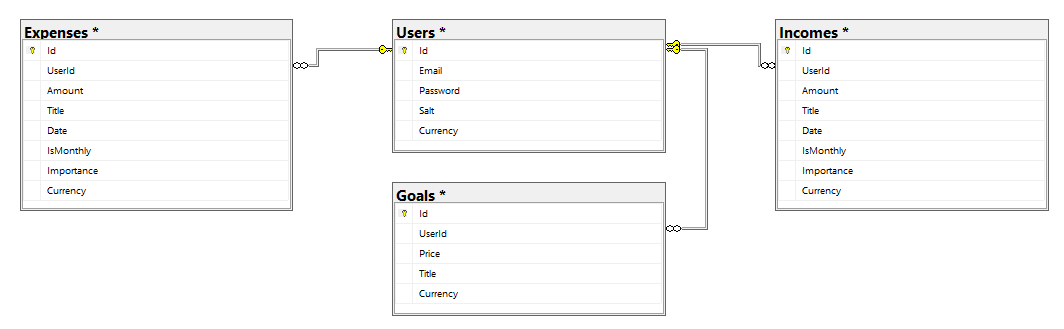 Expenses *
Id
UserId
Amount
Title
Date
IsMonthly
Importance
Currency
Users *
Id
Email
Password
Salt
Currency
Goals *
Id
UserId
Price
Title
Currency
Incomes *
Id
UserId
Amount
Title
Date
IsMonthly
Importance
Currency